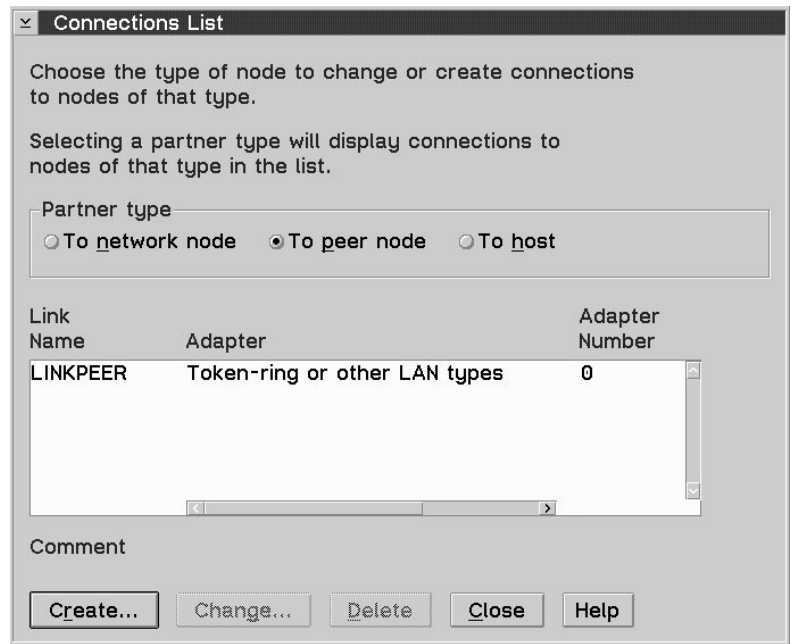 Connections List
Choose the type of node to change or create connections
to nodes of that type.
Selecting a partner type will display connections to
nodes of that type in the list.
Partner type
To network node To peer node To host
Link Adapter
Name Adapter Number
LINKPEER Token-ring or other LAN types 0
Comment
Create... Change... Delete Close Help